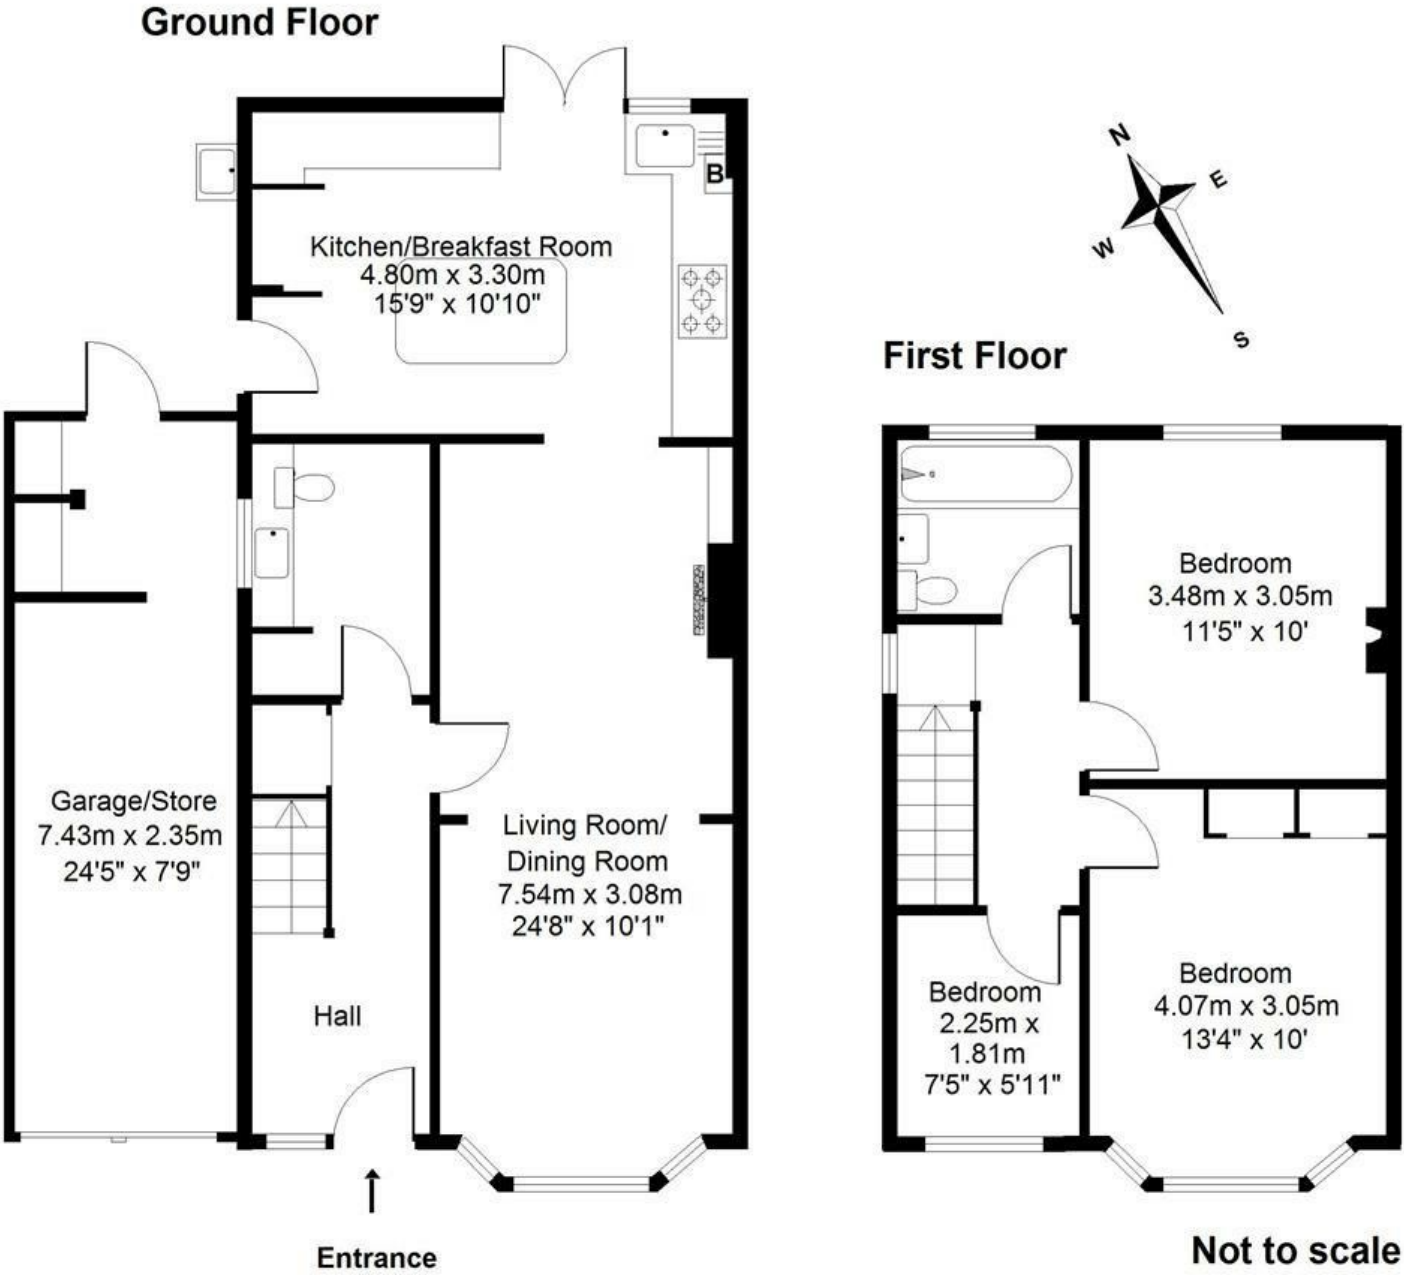 Ground Floor
B
Kitchen/Breakfast Room
4.80m x 3.30m
15'9" x 10'10"
Garage/Store
7.43m x 2.35m
24'5" x 7'9"
Living Room/
Dining Room
7.54m x 3.08m
24'8" x 10'1"
Hall
Entrance
N
E
W
S
First Floor
Bedroom
3.48m x 3.05m
11'5" x 10'
Bedroom
4.07m x 3.05m
13'4" x 10'
Bedroom
2.25m x
1.81m
7'5" x 5'11"
Not to scale